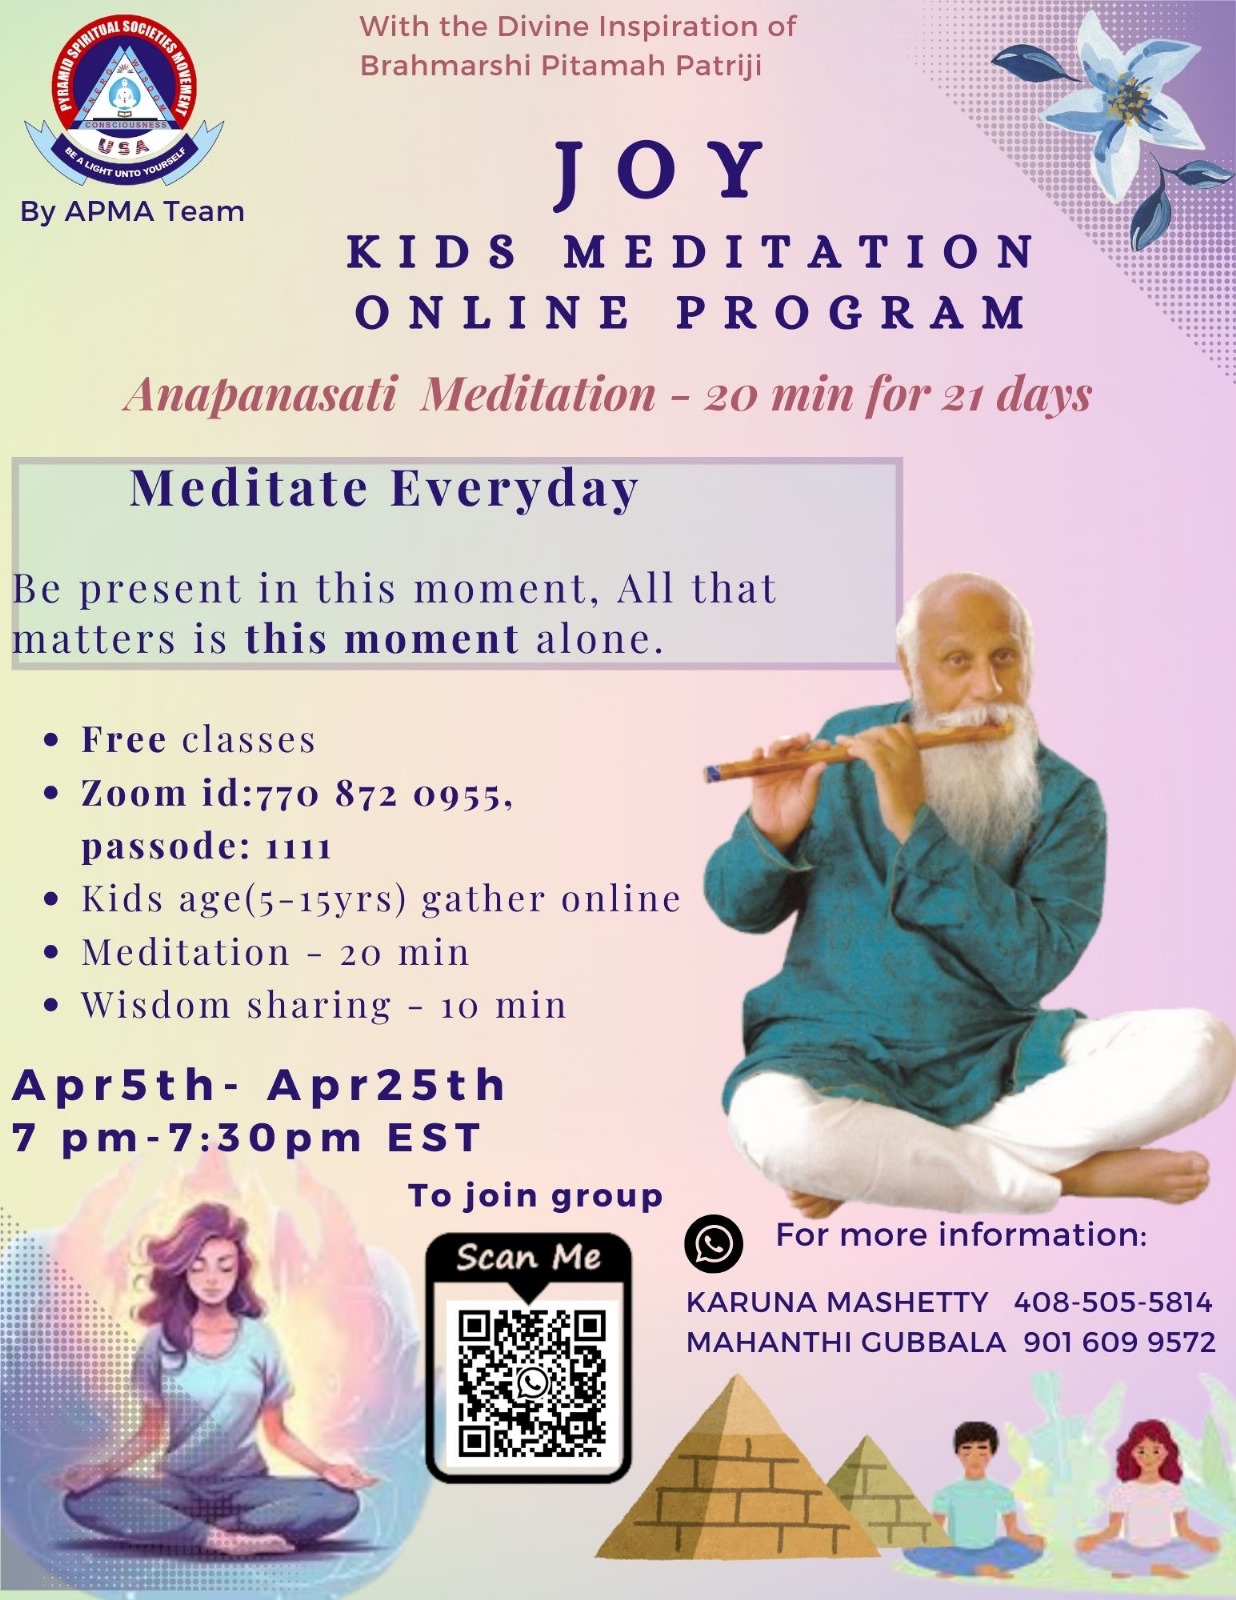 PYRAMID SPIRITUAL SOCIETIES MOVEMENT
ENERGY WISDOM
CONSCIOUSNESS
USA
BE A LIGHT UNTO YOURSELF
By APMA Team
With the Divine Inspiration of
Brahmarshi Pitamah Patriji
JOY
KIDS MEDITATION
ONLINE PROGRAM
Anapanasati Meditation - 20 min for 21 days
Meditate Everyday
Be present in this moment, All that
matters is this moment alone.
• Free classes
• Zoom id:770 872 0955,
passode: 1111
• Kids age(5-15yrs) gather online
• Meditation - 20 min
• Wisdom sharing - 10 min
Apr5th- Apr25th
7 pm-7:30pm EST
To join group
Scan Me
For more information:
KARUNA MASHETTY 408-505-5814
MAHANTHI GUBBALA 901 609 9572